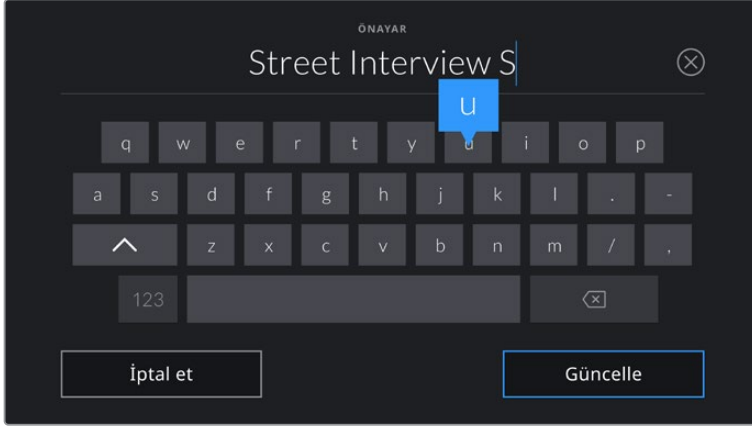 ÖNAYAR
Street Interview S
u
q w e r t y u i o p
a s d f g h j k l . -
z x c v b n m / ,
123
İptal et Güncelle